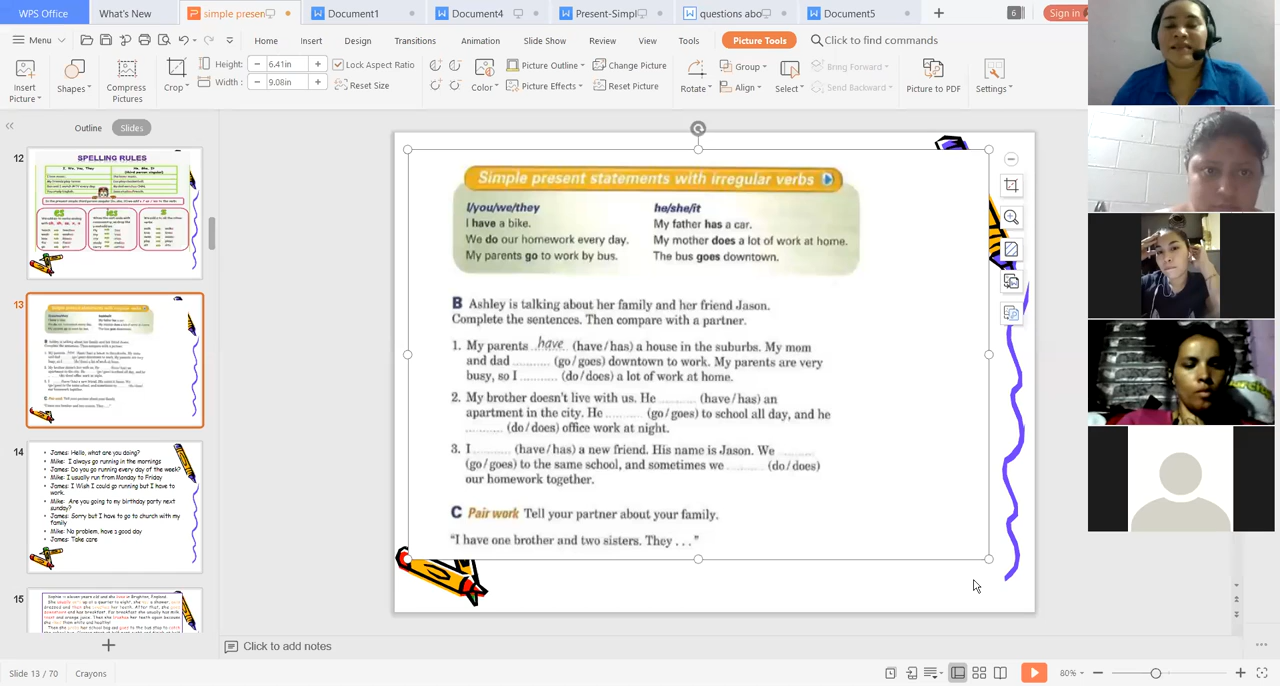 WPS Office
What's New
simple presen
Document1
Document4
Present-Simpl
questions abo
Document5
6
Sign in
Menu
Home
Insert
Design
Transitions
Animation
Slide Show
Review
View
Tools
Picture Tools
Click to find commands
Insert Picture
Shapes
Compress Pictures
Crop
Height: 6.41in
Width : 9.08in
Lock Aspect Ratio
Reset Size
Color
Picture Outline
Picture Effects
Change Picture
Reset Picture
Rotate
Group
Align
Select
Bring Forward
Send Backward
Picture to PDF
Settings
Outline
Slides
12
SPELLING RULES
I, We, You, They
He, She, It
es
ies
s
13
14
James: Hello, what are you doing?
Mike: I always go running in the mornings
James: Do you go running every day of the week?
Mike: I usually run from Monday to Friday
James: I Wish I could go running but I have to
work.
Mike: Are you going to my birthday party next
sunday?
James: Sorry but I have to go to church with my
family
Mike: No problem, have a good day
James: Take care
15
Simple present statements with irregular verbs
I/you/we/they
he/she/it
I have a bike.
My father has a car.
We do our homework every day.
My mother does a lot of work at home.
My parents go to work by bus.
The bus goes downtown.
B Ashley is talking about her family and her friend Jason.
Complete the sentences. Then compare with a partner.
1. My parents have (have/has) a house in the suburbs. My mom
and dad ......... (go/goes) downtown to work. My parents are very
busy, so I ......... (do/does) a lot of work at home.
2. My brother doesn't live with us. He ......... (have/has) an
apartment in the city. He ......... (go/goes) to school all day, and he
......... (do/does) office work at night.
3. I ......... (have/has) a new friend. His name is Jason. We .........
(go/goes) to the same school, and sometimes we ......... (do/does)
our homework together.
C Pair work Tell your partner about your family.
"I have one brother and two sisters. They . . ."
Click to add notes
Slide 13 / 70
Crayons
80%